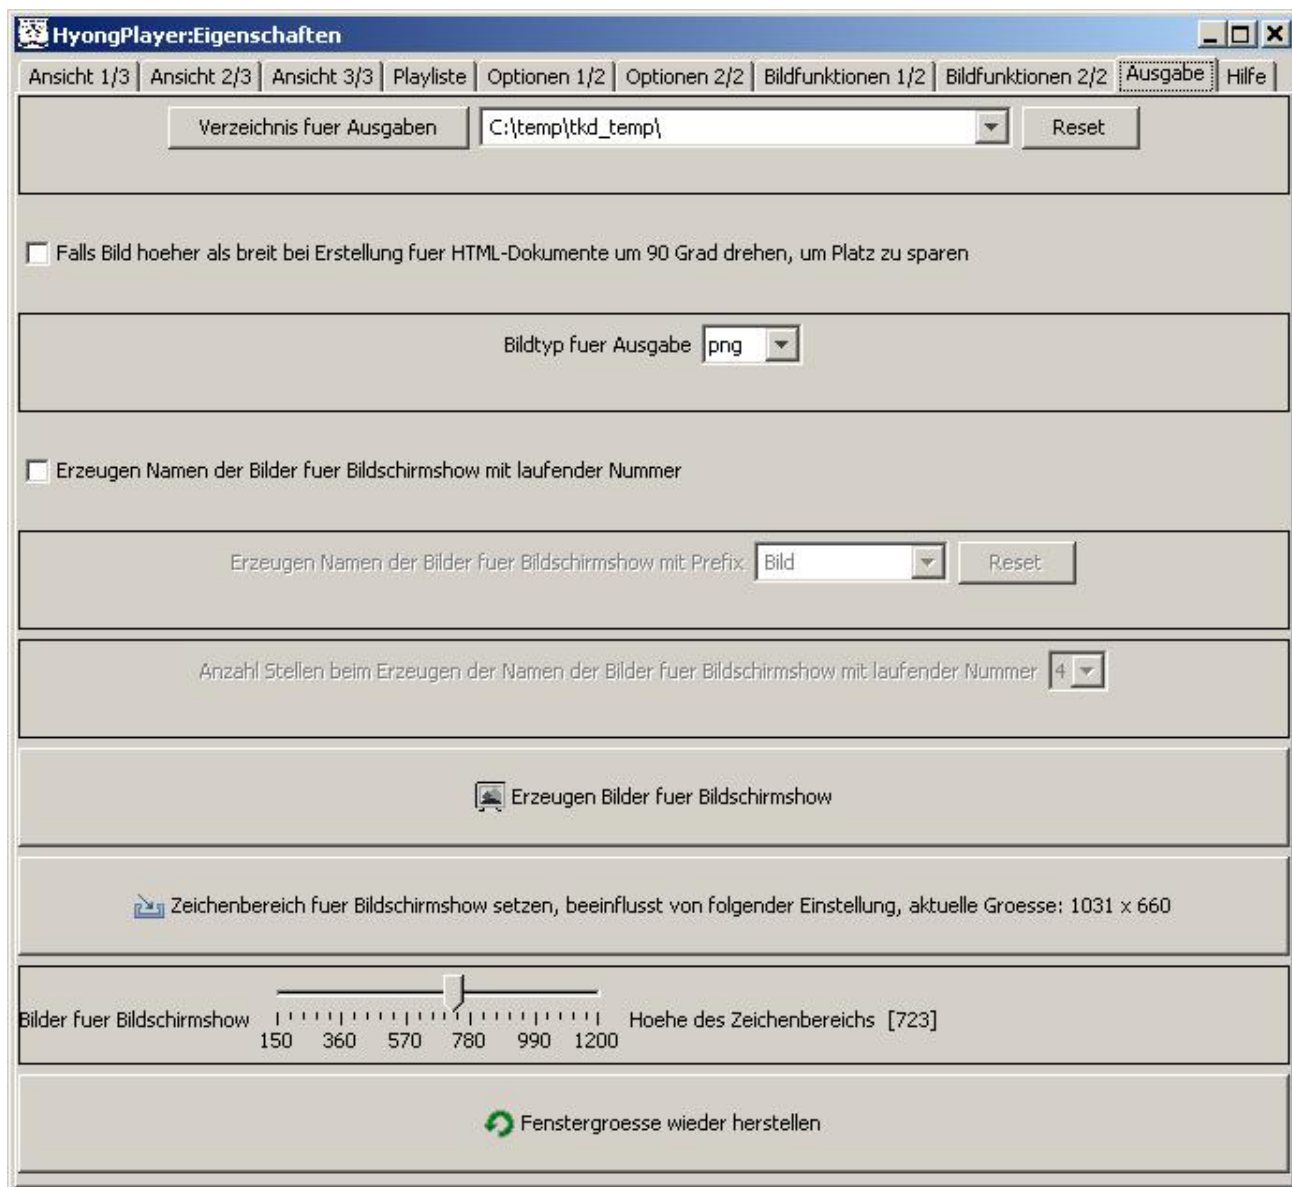 HyongPlayer:Eigenschaften
Ansicht 1/3 Ansicht 2/3 Ansicht 3/3 Playliste Optionen 1/2 Optionen 2/2 Bildfunktionen 1/2 Bildfunktionen 2/2 Ausgabe Hilfe
Verzeichnis fuer Ausgaben C:\temp\tkd_temp\ Reset
Falls Bild hoeher als breit bei Erstellung fuer HTML-Dokumente um 90 Grad drehen, um Platz zu sparen
Bildtyp fuer Ausgabe png
Erzeugen Namen der Bilder fuer Bildschirmshow mit laufender Nummer
Erzeugen Namen der Bilder fuer Bildschirmshow mit Prefix Bild Reset
Anzahl Stellen beim Erzeugen der Namen der Bilder fuer Bildschirmshow mit laufender Nummer 4
Erzeugen Bilder fuer Bildschirmshow
Zeichenbereich fuer Bildschirmshow setzen, beeinflusst von folgender Einstellung, aktuelle Groesse: 1031 x 660
Bilder fuer Bildschirmshow Hoehe des Zeichenbereichs [723]
150 360 570 780 990 1200
Fenstergroesse wieder herstellen